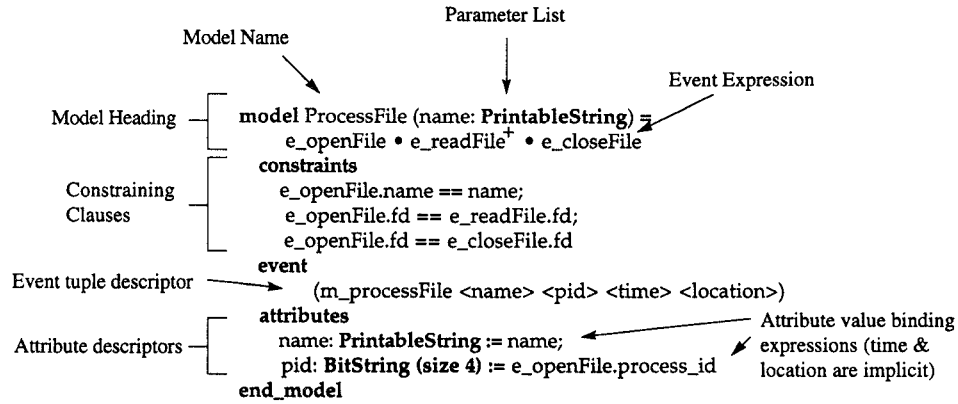 Parameter List
Model Name
Event Expression
Model Heading
model ProcessFile (name: PrintableString) =
e_openFile • e_readFile+ • e_closeFile
constraints
Constraining
Clauses
e_openFile.name == name;
e_openFile.fd == e_readFile.fd;
e_openFile.fd == e_closeFile.fd
event
Event tuple descriptor
(m_processFile <name> <pid> <time> <location>)
attributes
Attribute descriptors
name: PrintableString := name;
pid: BitString (size 4) := e_openFile.process_id
end_model
Attribute value binding
expressions (time &
location are implicit)